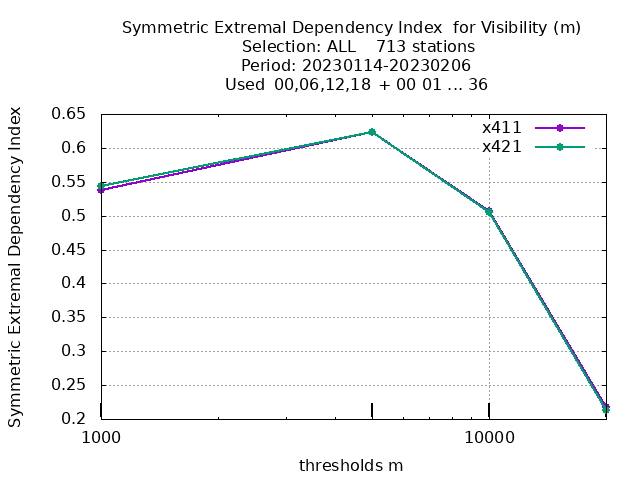 Symmetric Extremal Dependency Index  for Visibility (m)
Selection: ALL    713 stations
Period: 20230114-20230206
Used  00,06,12,18  + 00 01 ... 36
Symmetric Extremal Dependency Index
0.65
0.6
0.55
0.5
0.45
0.4
0.35
0.3
0.25
0.2
x411
x421
1000
10000
thresholds m